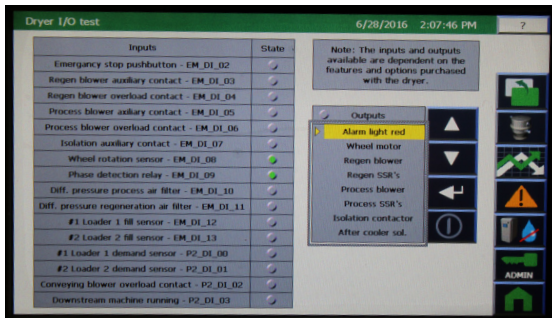 Dryer I/O test
6/28/2016 2:07:46 PM
?
Inputs State
Emergancy stop pushbutton - EM_DI_02
Regen blower auxiliary contact - EM_DI_03
Regen blower overload contact - EM_DI_04
Process blower axiliary contact - EM_DI_05
Process blower overload contact - EM_DI_06
Isolation auxiliary contact - EM_DI_07
Wheel rotation sensor - EM_DI_08
Phase detection relay - EM_DI_09
Diff. pressure process air filter - EM_DI_10
Diff. pressure regeneration air filter - EM_DI_11
#1 Loader 1 fill sensor - EM_DI_12
#2 Loader 2 fill sensor - EM_DI_13
#1 Loader 1 demand sensor - P2_DI_00
#2 Loader 2 demand sensor - P2_DI_01
Conveying blower overload contact - P2_DI_02
Downstream machine running - P2_DI_03
Note: The inputs and outputs
available are dependent on the
features and options purchased
with the dryer.
Outputs
Alarm light red
Wheel motor
Regen blower
Regen SSR's
Process blower
Process SSR's
Isolation contactor
After cooler sol.
ADMIN